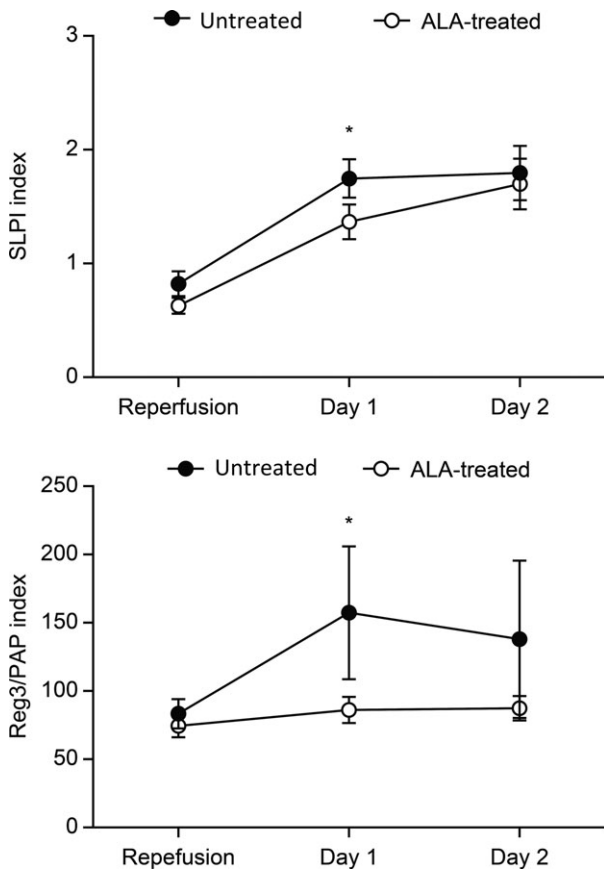 Untreated ALA-treated
3
2
1
0
SLPI index
*
Reperfusion Day 1 Day 2
Untreated ALA-treated
250
200
150
100
50
0
Reg3/PAP index
*
Repefusion Day 1 Day 2